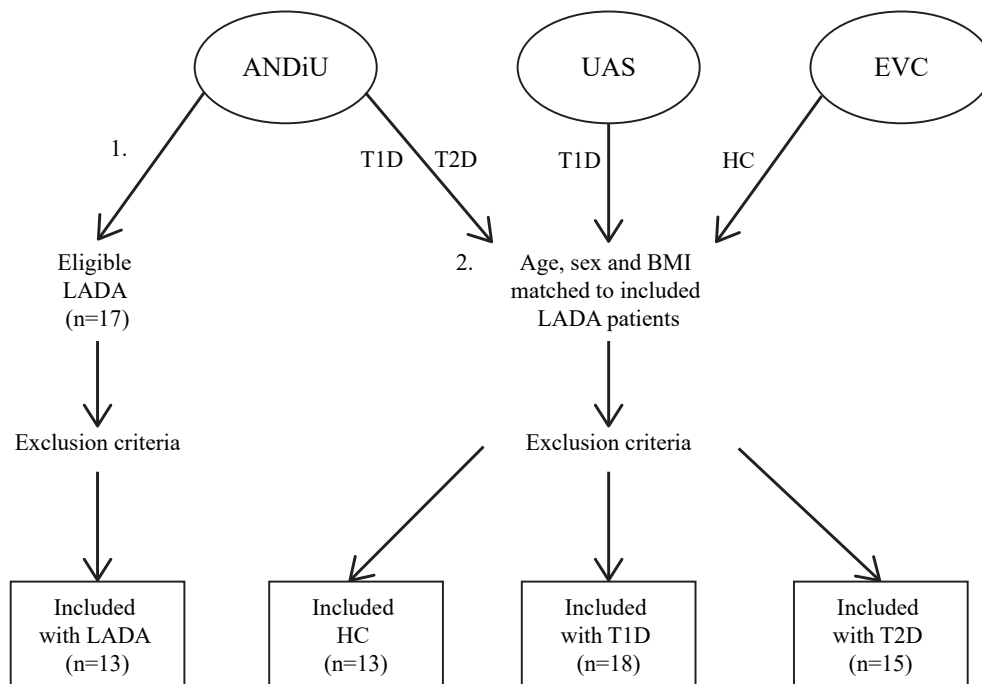 ANDiU
UAS
EVC
1.
T1D
T2D
T1D
HC
Eligible
LADA
(n=17)
2.
Age, sex and BMI
matched to included
LADA patients
Exclusion criteria
Exclusion criteria
Included
with LADA
(n=13)
Included
HC
(n=13)
Included
with T1D
(n=18)
Included
with T2D
(n=15)